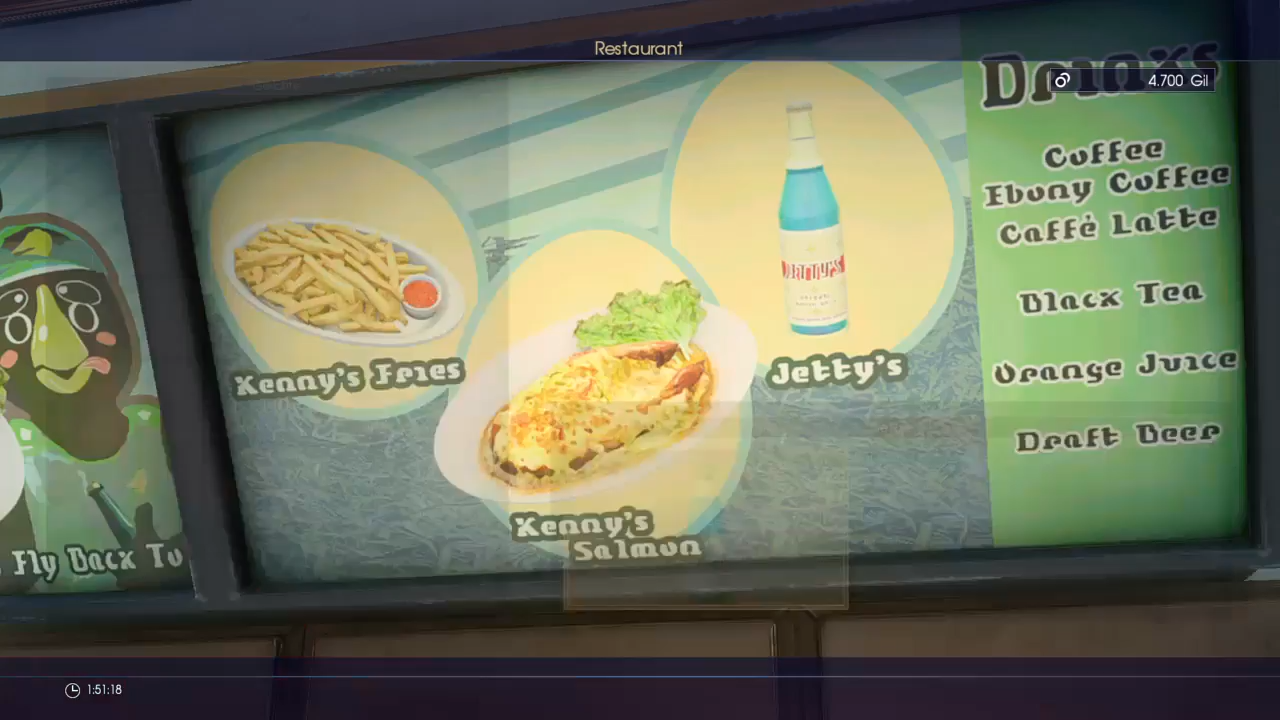 Restaurant
4.700 Gil
Drinks
Coffee
Ebony Coffee
Caffè Latte
Black Tea
Orange Juice
Draft Beer
Kenny's Fries
JETTY'S
Jetty's
Kenny's
Salmon
Fly Back To
1:51:18